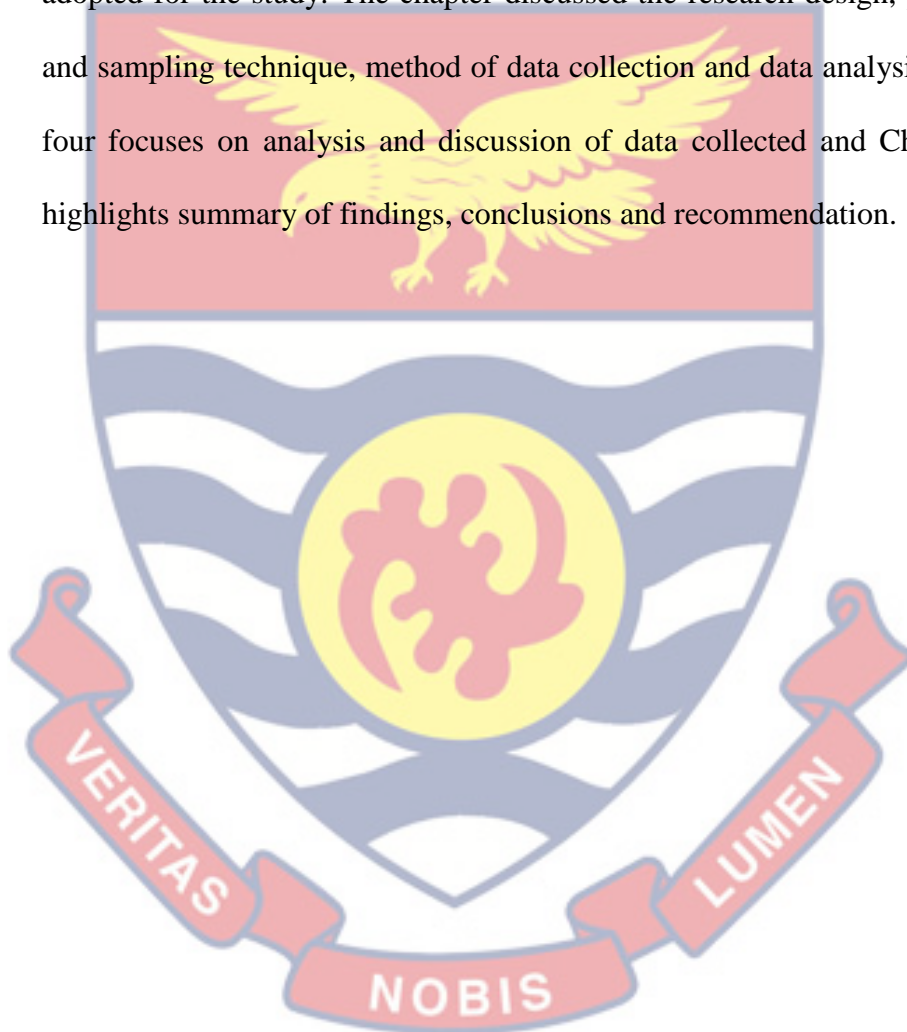 adopted for the study. The chapter discussed the research design,
and sampling technique, method of data collection and data analysi
four focuses on analysis and discussion of data collected and Ch
highlights summary of findings, conclusions and recommendation.
VERITAS
NOBIS
LUMEN